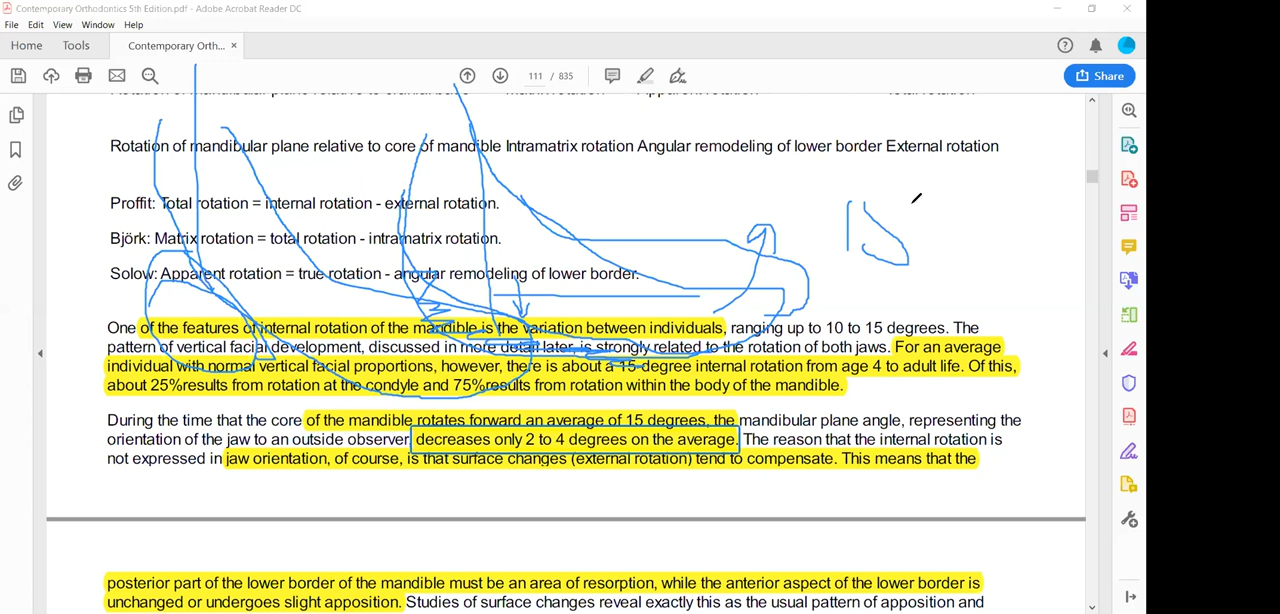 Contemporary Orthodontics 5th Edition.pdf - Adobe Acrobat Reader DC
File Edit View Window Help
Home Tools Contemporary Orth... ×
111 / 835
Share
Rotation of mandibular plane relative to core of mandible Intramatrix rotation Angular remodeling of lower border External rotation
Proffit: Total rotation = internal rotation - external rotation.
Björk: Matrix rotation = total rotation - intramatrix rotation.
Solow: Apparent rotation = true rotation - angular remodeling of lower border.
One of the features of internal rotation of the mandible is the variation between individuals, ranging up to 10 to 15 degrees. The
pattern of vertical facial development, discussed in more detail later, is strongly related to the rotation of both jaws. For an average
individual with normal vertical facial proportions, however, there is about a 15-degree internal rotation from age 4 to adult life. Of this,
about 25%results from rotation at the condyle and 75%results from rotation within the body of the mandible.
During the time that the core of the mandible rotates forward an average of 15 degrees, the mandibular plane angle, representing the
orientation of the jaw to an outside observer, decreases only 2 to 4 degrees on the average. The reason that the internal rotation is
not expressed in jaw orientation, of course, is that surface changes (external rotation) tend to compensate. This means that the
posterior part of the lower border of the mandible must be an area of resorption, while the anterior aspect of the lower border is
unchanged or undergoes slight apposition. Studies of surface changes reveal exactly this as the usual pattern of apposition and